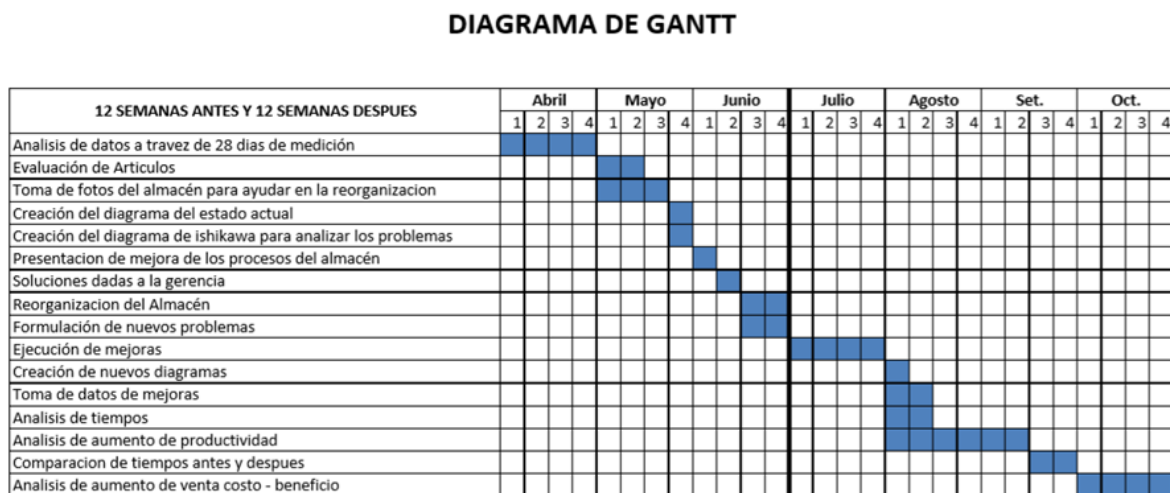 DIAGRAMA DE GANTT
12 SEMANAS ANTES Y 12 SEMANAS DESPUES Abril Mayo Junio Julio Agosto Set. Oct.
1 2 3 4 1 2 3 4 1 2 3 4 1 2 3 4 1 2 3 4 1 2 3 4 1 2 3 4
Analisis de datos a travez de 28 dias de medición
Evaluación de Articulos
Toma de fotos del almacén para ayudar en la reorganizacion
Creación del diagrama del estado actual
Creación del diagrama de ishikawa para analizar los problemas
Presentacion de mejora de los procesos del almacén
Soluciones dadas a la gerencia
Reorganizacion del Almacén
Formulación de nuevos problemas
Ejecución de mejoras
Creación de nuevos diagramas
Toma de datos de mejoras
Analisis de tiempos
Analisis de aumento de productividad
Comparacion de tiempos antes y despues
Analisis de aumento de venta costo - beneficio